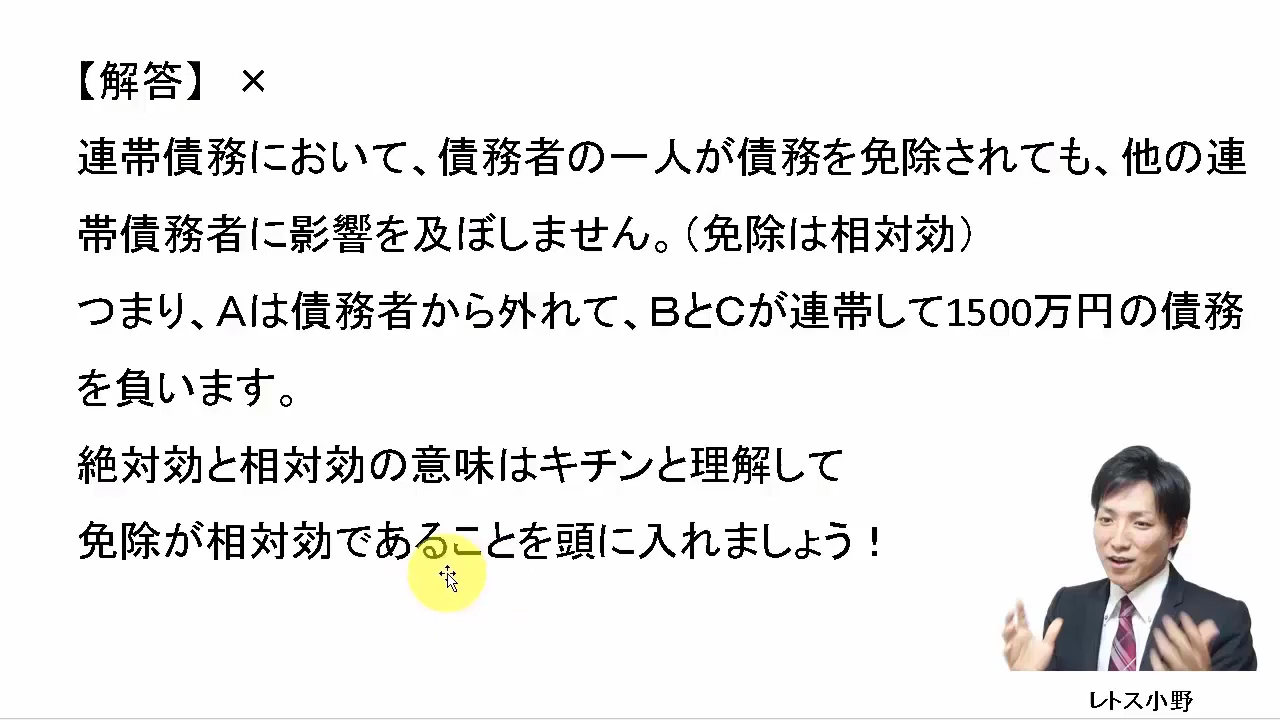 【解答】 ×
連帯債務において、債務者の一人が債務を免除されても、他の連
帯債務者に影響を及ぼしません。（免除は相対効）
つまり、Ａは債務者から外れて、ＢとＣが連帯して1500万円の債務
を負います。
絶対効と相対効の意味はキチンと理解して
免除が相対効であることを頭に入れましょう！
レトス小野